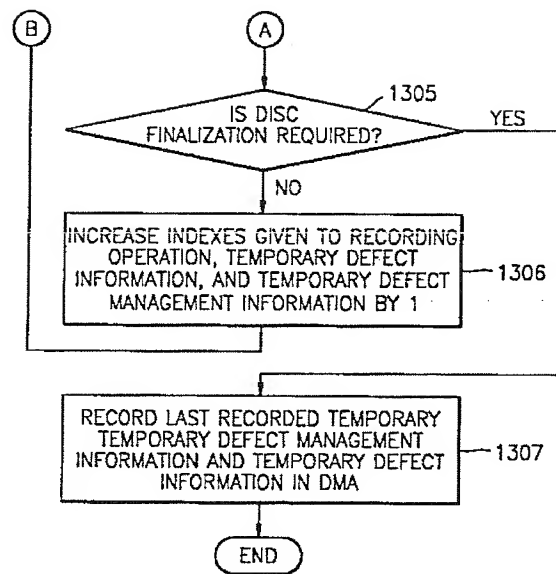 B
A
1305
IS DISC
FINALIZATION REQUIRED?
YES
NO
INCREASE INDEXES GIVEN TO RECORDING
OPERATION, TEMPORARY DEFECT
INFORMATION, AND TEMPORARY DEFECT
MANAGEMENT INFORMATION BY 1
1306
RECORD LAST RECORDED TEMPORARY
TEMPORARY DEFECT MANAGEMENT
INFORMATION AND TEMPORARY DEFECT
INFORMATION IN DMA
1307
END